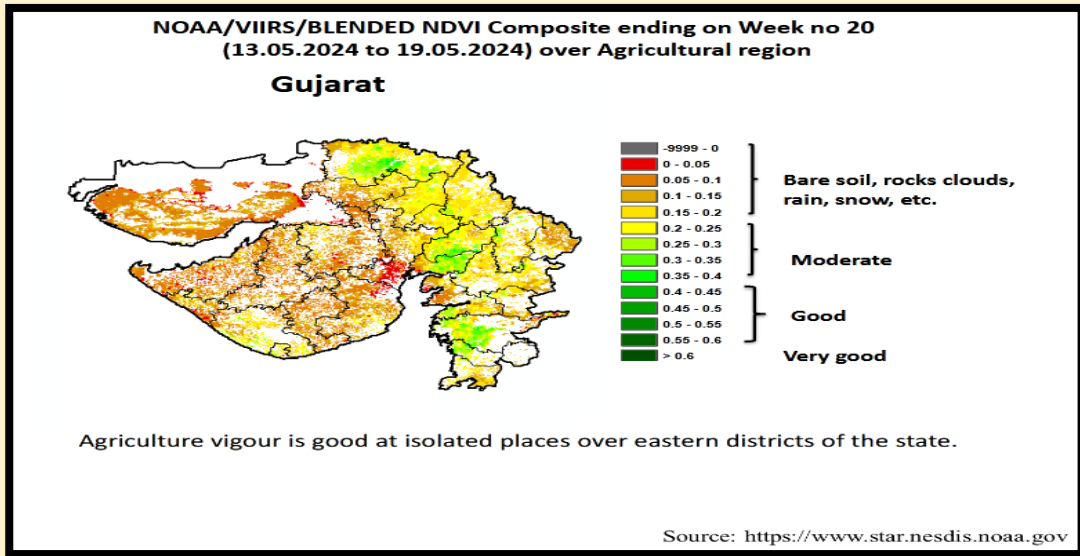 NOAA/VIIRS/BLENDED NDVI Composite ending on Week no 20
(13.05.2024 to 19.05.2024) over Agricultural region
Gujarat
-9999 - 0
0 - 0.05
0.05 - 0.1
0.1 - 0.15
0.15 - 0.2
0.2 - 0.25
0.25 - 0.3
0.3 - 0.35
0.35 - 0.4
0.4 - 0.45
0.45 - 0.5
0.5 - 0.55
0.55 - 0.6
> 0.6
Bare soil, rocks clouds,
rain, snow, etc.
Moderate
Good
Very good
Agriculture vigour is good at isolated places over eastern districts of the state.
Source: https://www.star.nesdis.noaa.gov